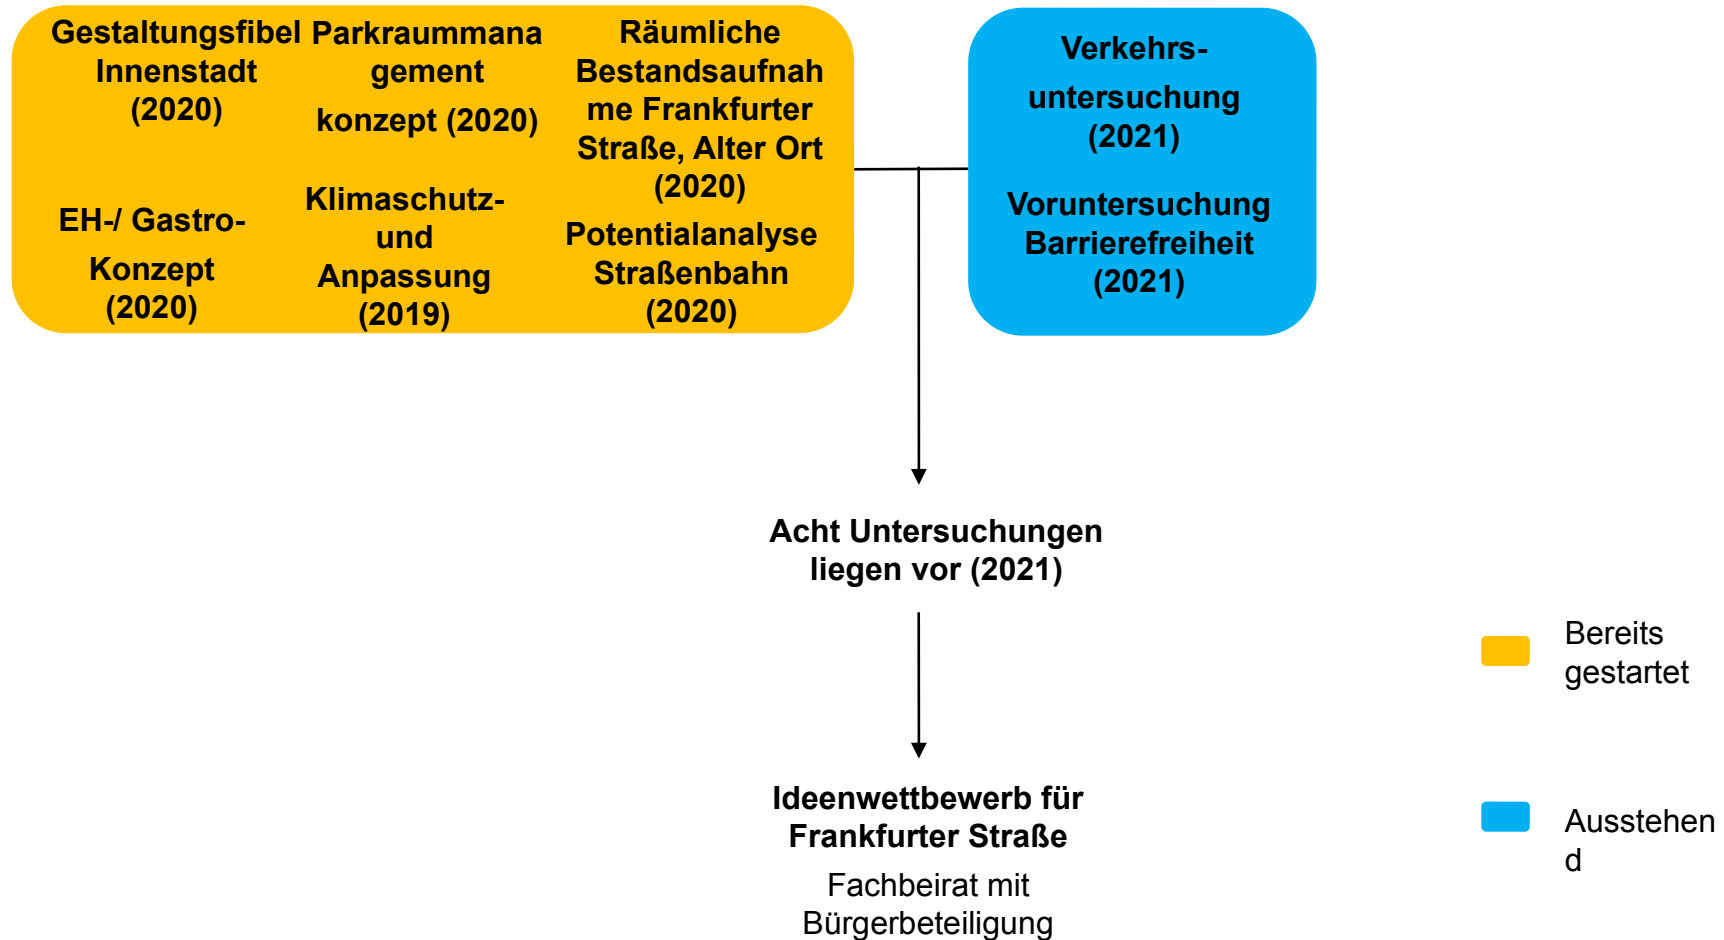 Gestaltungsfibel
Innenstadt
(2020)
Parkraummana
gement
konzept (2020)
Räumliche
Bestandsaufnah
me Frankfurter
Straße, Alter Ort
(2020)
EH-/ Gastro-
Konzept
(2020)
Klimaschutz-
und
Anpassung
(2019)
Potentialanalyse
Straßenbahn
(2020)
Verkehrs-
untersuchung
(2021)
Voruntersuchung
Barrierefreiheit
(2021)
Acht Untersuchungen
liegen vor (2021)
Ideenwettbewerb für
Frankfurter Straße
Fachbeirat mit
Bürgerbeteiligung
Bereits
gestartet
Ausstehen
d